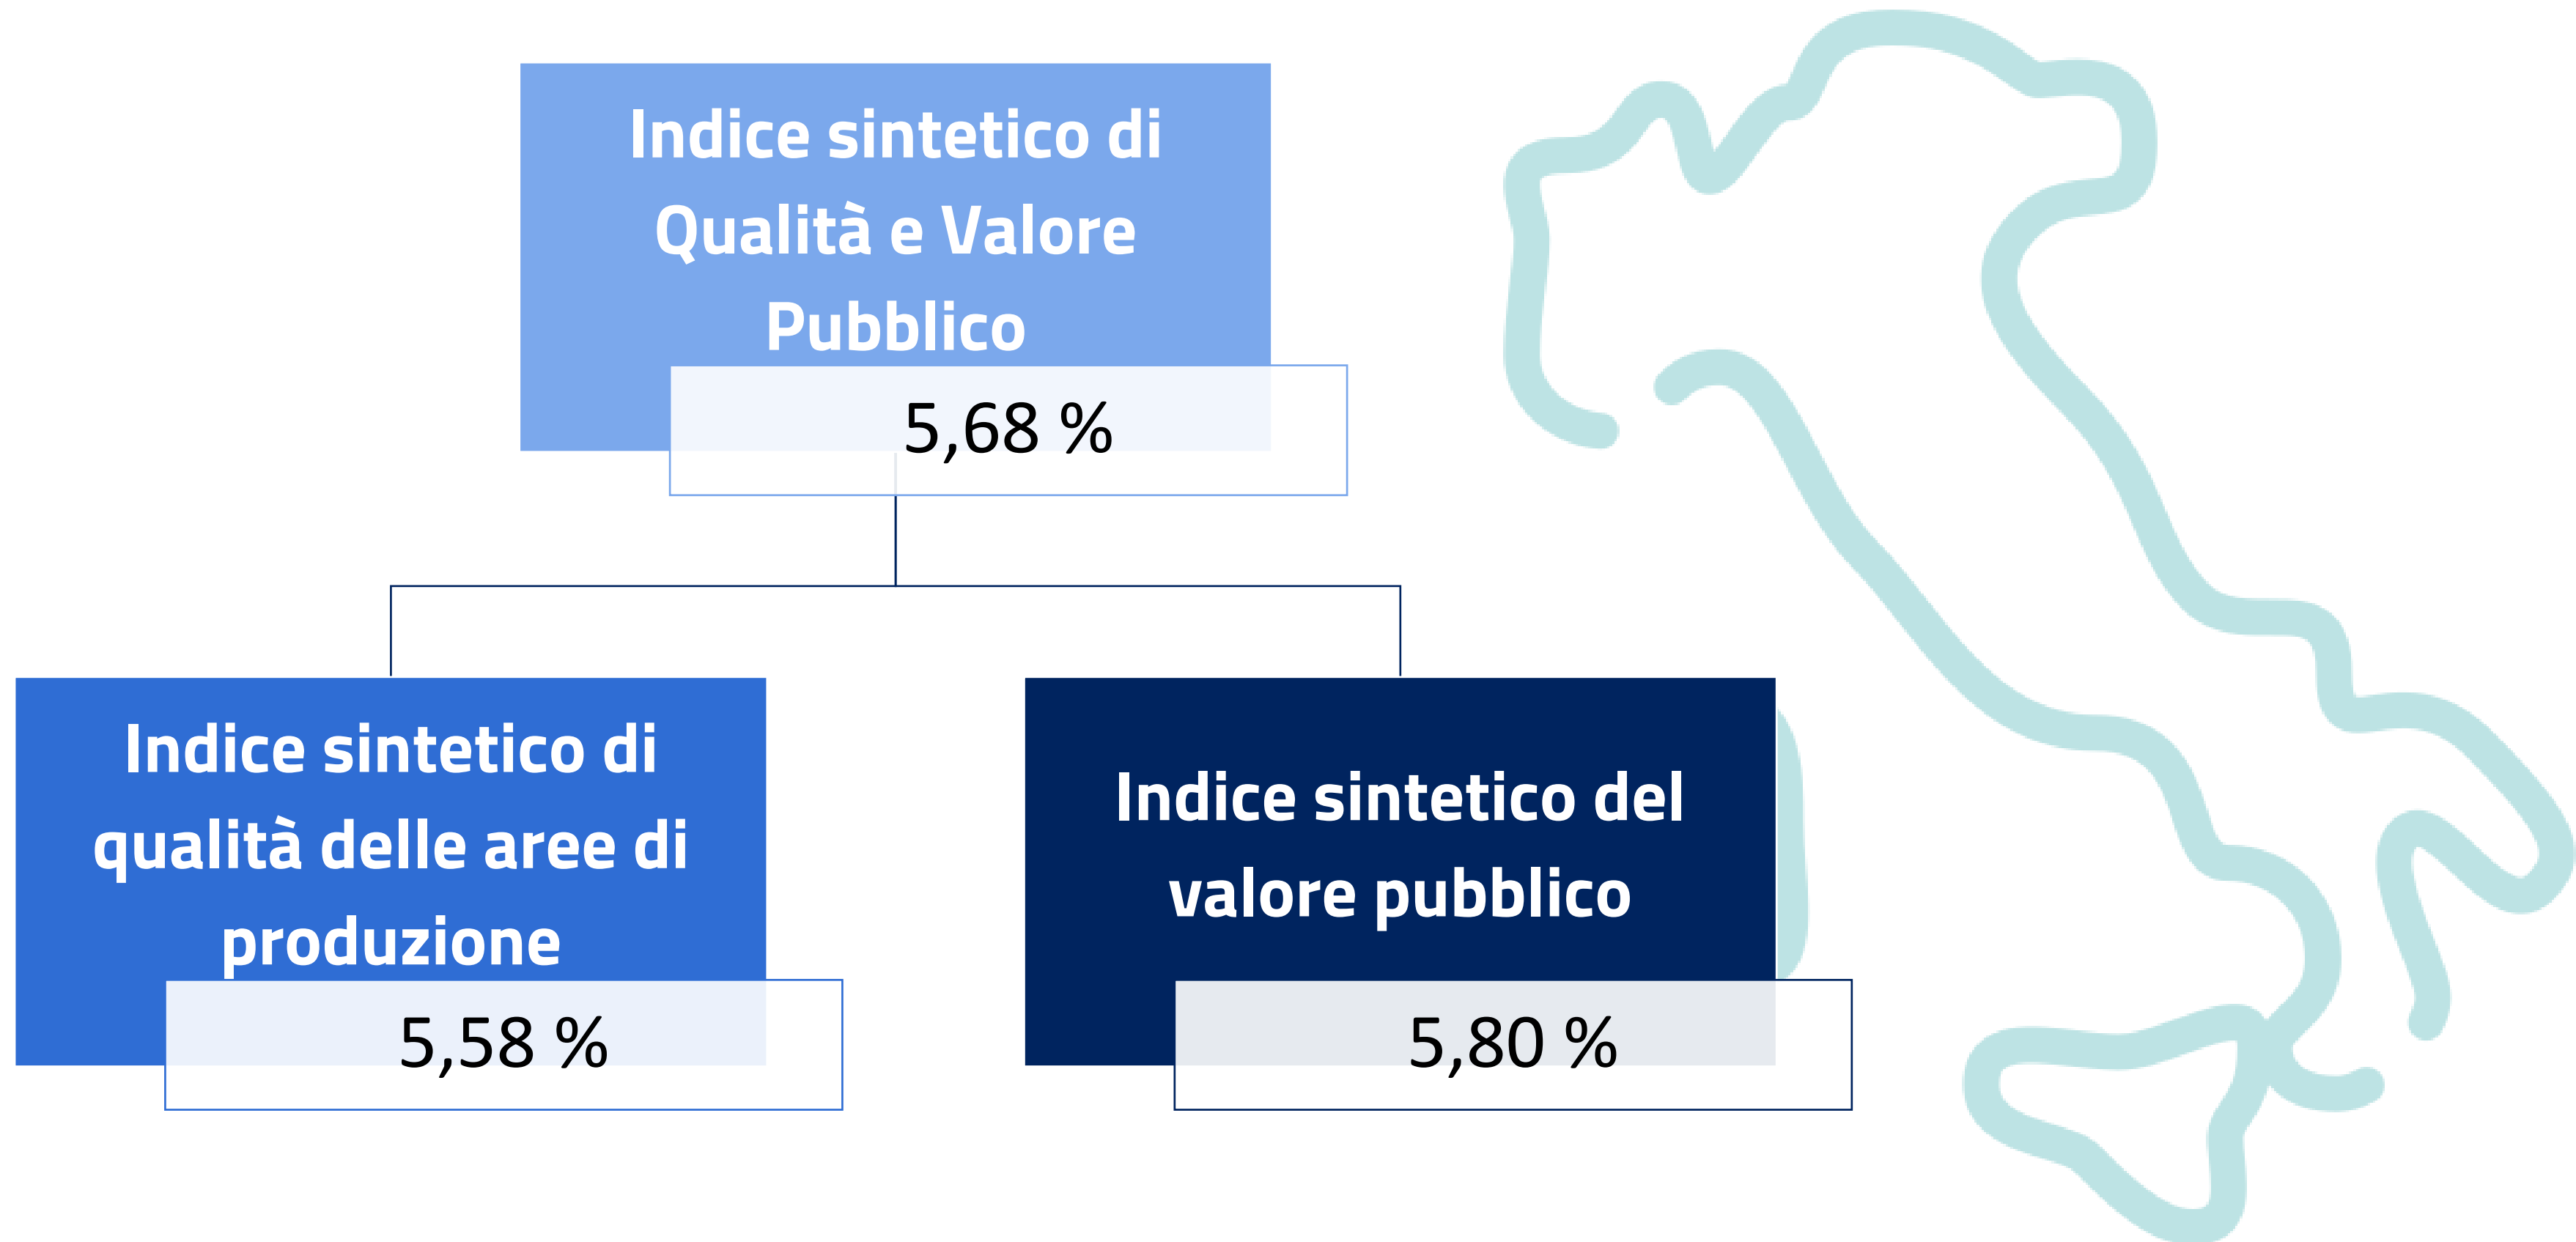 Indice sintetico di
Qualità e Valore
Pubblico
5,68 %
Indice sintetico di
qualità delle aree di
produzione
5,58 %
Indice sintetico del
valore pubblico
5,80 %